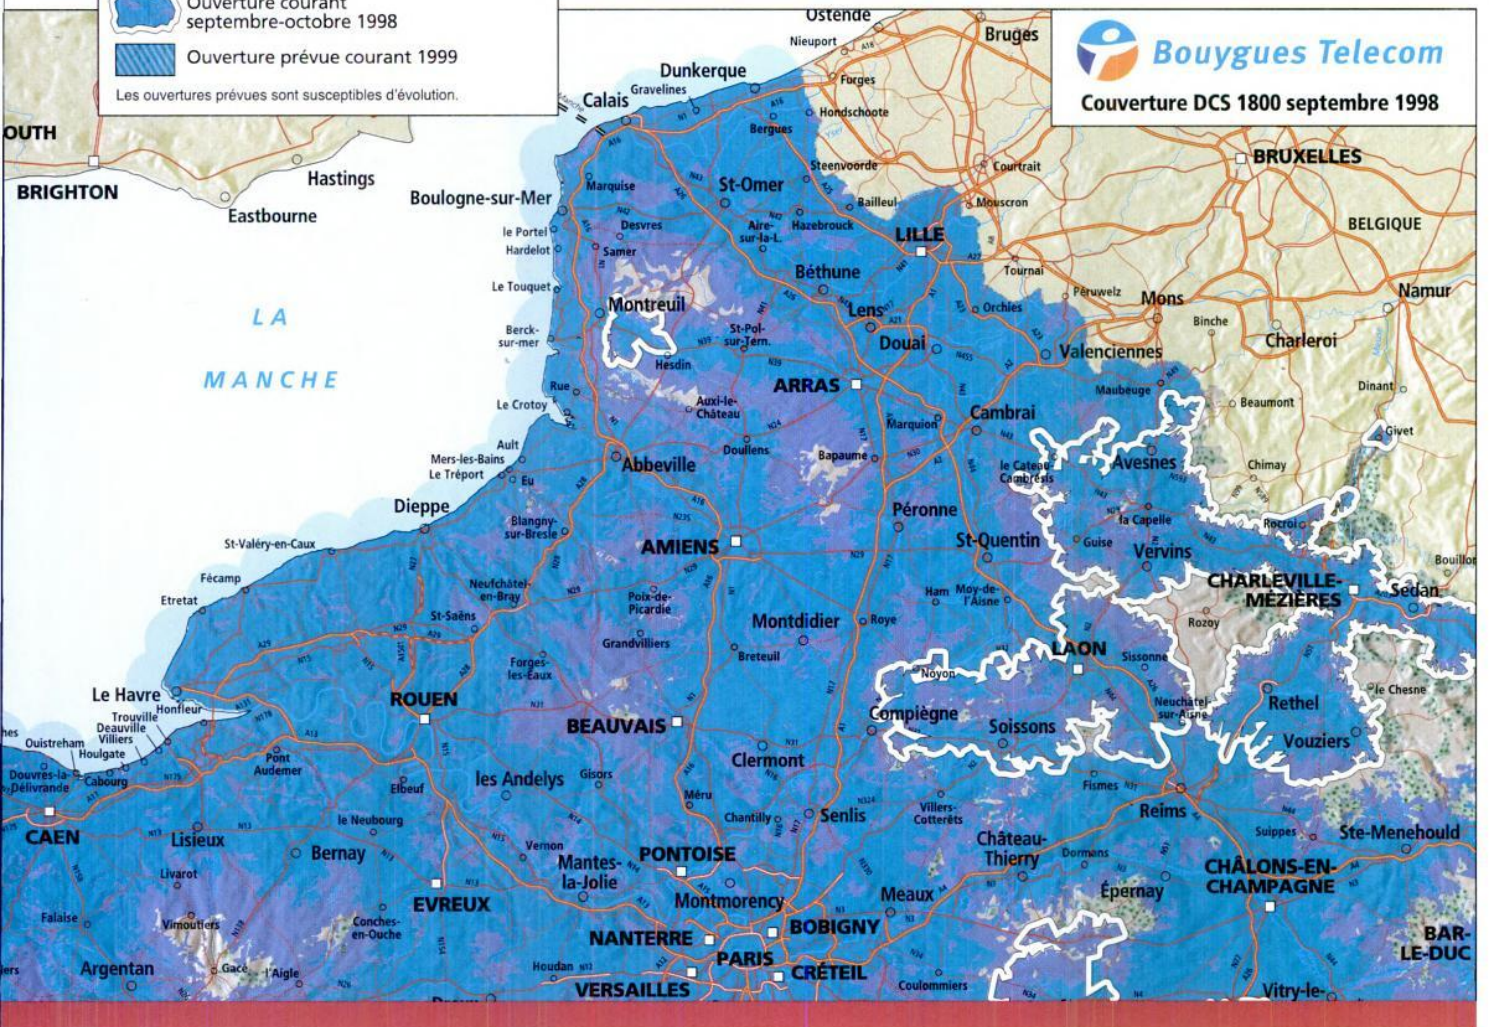 Ouverture courant
septembre-octobre 1998
Ouverture prévue courant 1999
Les ouvertures prévues sont susceptibles d'évolution.
Bouygues Telecom
Couverture DCS 1800 septembre 1998
Ostende
Bruges
Nieuport
A18
Dunkerque
Gravelines
Forges
Calais
Manche
A16
N1
Hondschoote
Bergues
OUTH
BRIGHTON
Hastings
Eastbourne
BRUXELLES
Steenvoorde
Courtrait
Marquise
St-Omer
Boulogne-sur-Mer
Bailleul
Mouscron
le Portel
Desvres
Aire-
sur-la-L.
Hazebrouck
LILLE
BELGIQUE
Hardelot
Samer
Béthune
Tournai
Le Touquet
Péruwelz
Mons
Namur
Montreuil
Lens
Orchies
Binche
Berck-
sur-mer
St-Pol-
sur-Tern.
Douai
Charleroi
Hesdin
Valenciennes
LA
MANCHE
ARRAS
Maubeuge
Dinant
Rue
Le Crotoy
Auxi-le-
Château
Cambrai
Beaumont
Marquion
Givet
Ault
Mers-les-Bains
Le Tréport
Eu
Doullens
Bapaume
Abbeville
le Cateau-
Cambrésis
Avesnes
Chimay
Dieppe
Péronne
la Capelle
Rocroi
Blangny-
sur-Bresle
St-Quentin
Guise
Vervins
St-Valéry-en-Caux
AMIENS
Bouillon
Fécamp
Neufchâtel-
en-Bray
CHARLEVILLE-
MÉZIÈRES
Sedan
Etretat
Poix-de-
Picardie
Ham
Moy-de-
l'Aisne
St-Saëns
Montdidier
Roye
Rozoy
Grandvilliers
Breteuil
LAON
Sissonne
Forges-
les-Eaux
Noyon
Le Havre
ROUEN
le Chesne
Honfleur
Rethel
Neuchâtel-
sur-Aisne
Trouville
Deauville
Villiers
BEAUVAIS
Compiègne
Soissons
Vouziers
Ouistreham
Houlgate
Pont
Audemer
Clermont
Douvres-la-
Délivrande
Cabourg
Elbeuf
les Andelys
Gisors
Fismes
Méru
Reims
CAEN
le Neubourg
Chantilly
Senlis
Villers-
Cotterêts
Suippes
Ste-Menehould
Lisieux
Bernay
Vernon
Château-
Thierry
Dormans
Mantes-
la-Jolie
PONTOISE
CHÂLONS-EN-
CHAMPAGNE
Livarot
Épernay
EVREUX
Montmorency
Meaux
Falaise
Vimoutiers
Conches-
en-Ouche
NANTERRE
BOBIGNY
BAR-
LE-DUC
Argentan
Gacé
l'Aigle
Houdan
PARIS
CRÉTEIL
VERSAILLES
Coulommiers
Vitry-le-